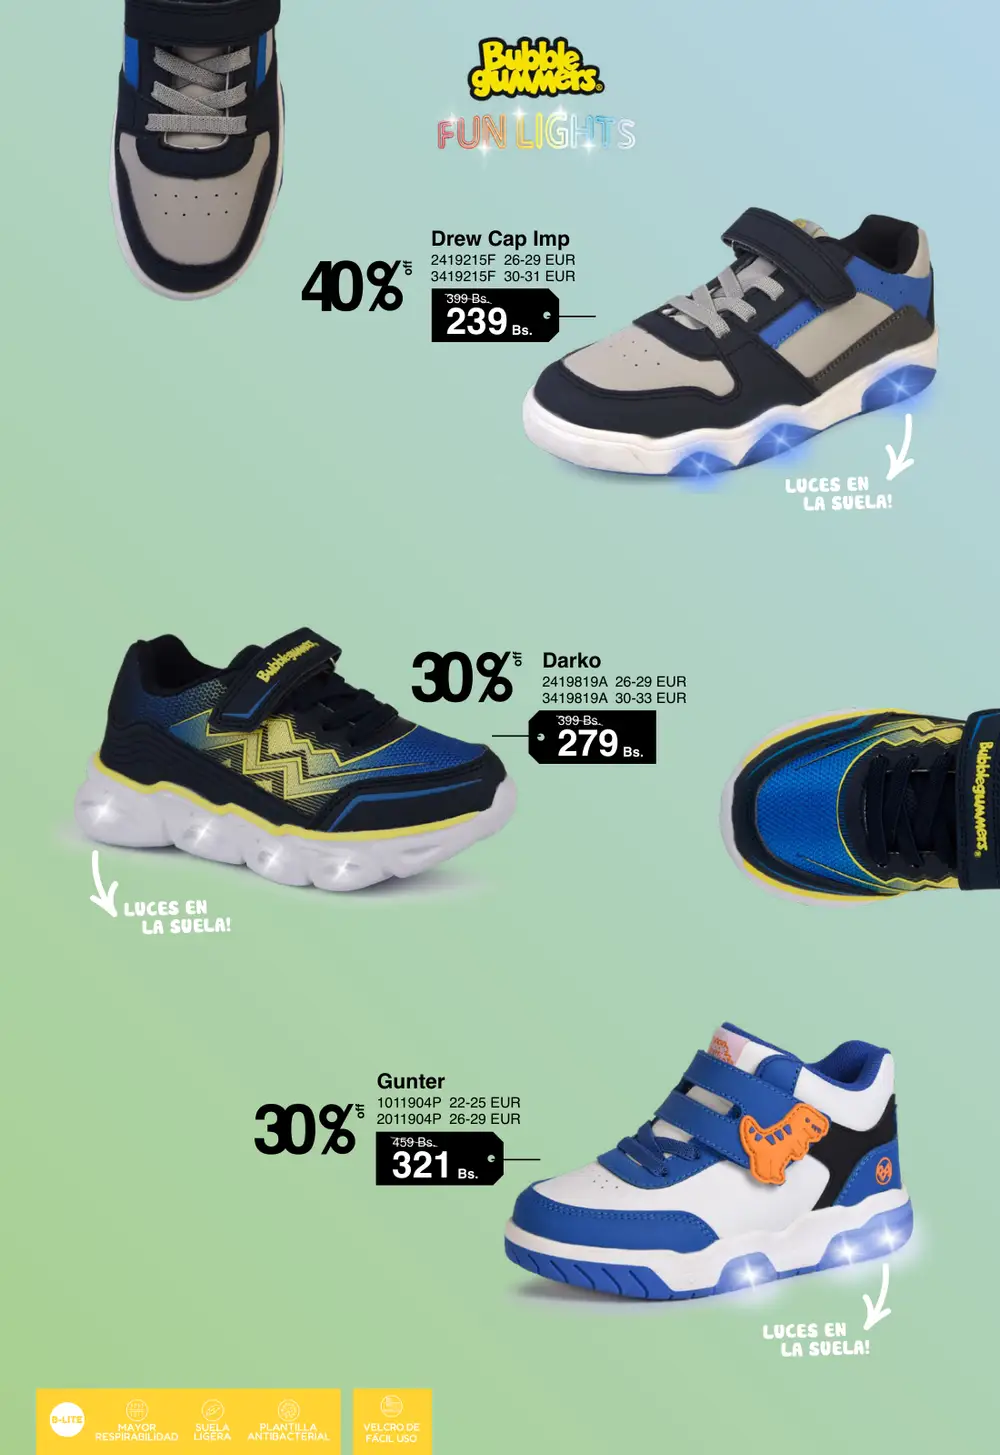 Bubble
gummers®
FUN LIGHTS
Drew Cap Imp
2419215F 26-29 EUR
3419215F 30-31 EUR
40% off
399 Bs.
239 Bs.
LUCES EN
LA SUELA!
Bubblegummers
30% off
Darko
2419819A 26-29 EUR
3419819A 30-33 EUR
399 Bs.
279 Bs.
Bubblegummers®
LUCES EN
LA SUELA!
Gunter
1011904P 22-25 EUR
2011904P 26-29 EUR
30% off
459 Bs.
321 Bs.
LUCES EN
LA SUELA!
B-LITE
MAYOR
RESPIRABILIDAD
SUELA
LIGERA
PLANTILLA
ANTIBACTERIAL
VELCRO DE
FÁCIL USO